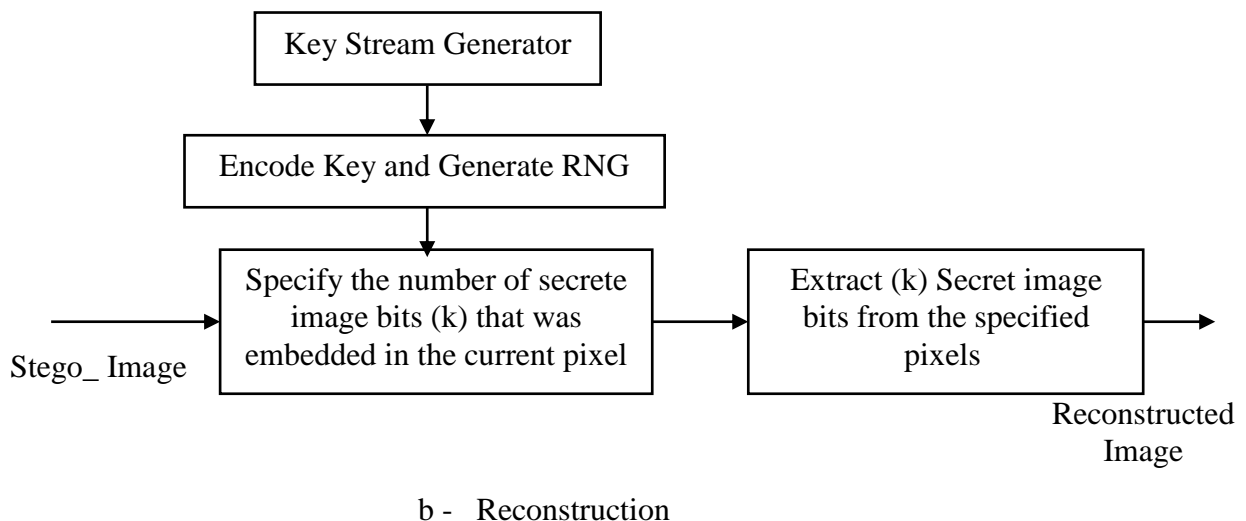 Key Stream Generator
Encode Key and Generate RNG
Specify the number of secrete
image bits (k) that was
embedded in the current pixel
Extract (k) Secret image
bits from the specified
pixels
Stego_ Image
Reconstructed
Image
b - Reconstruction